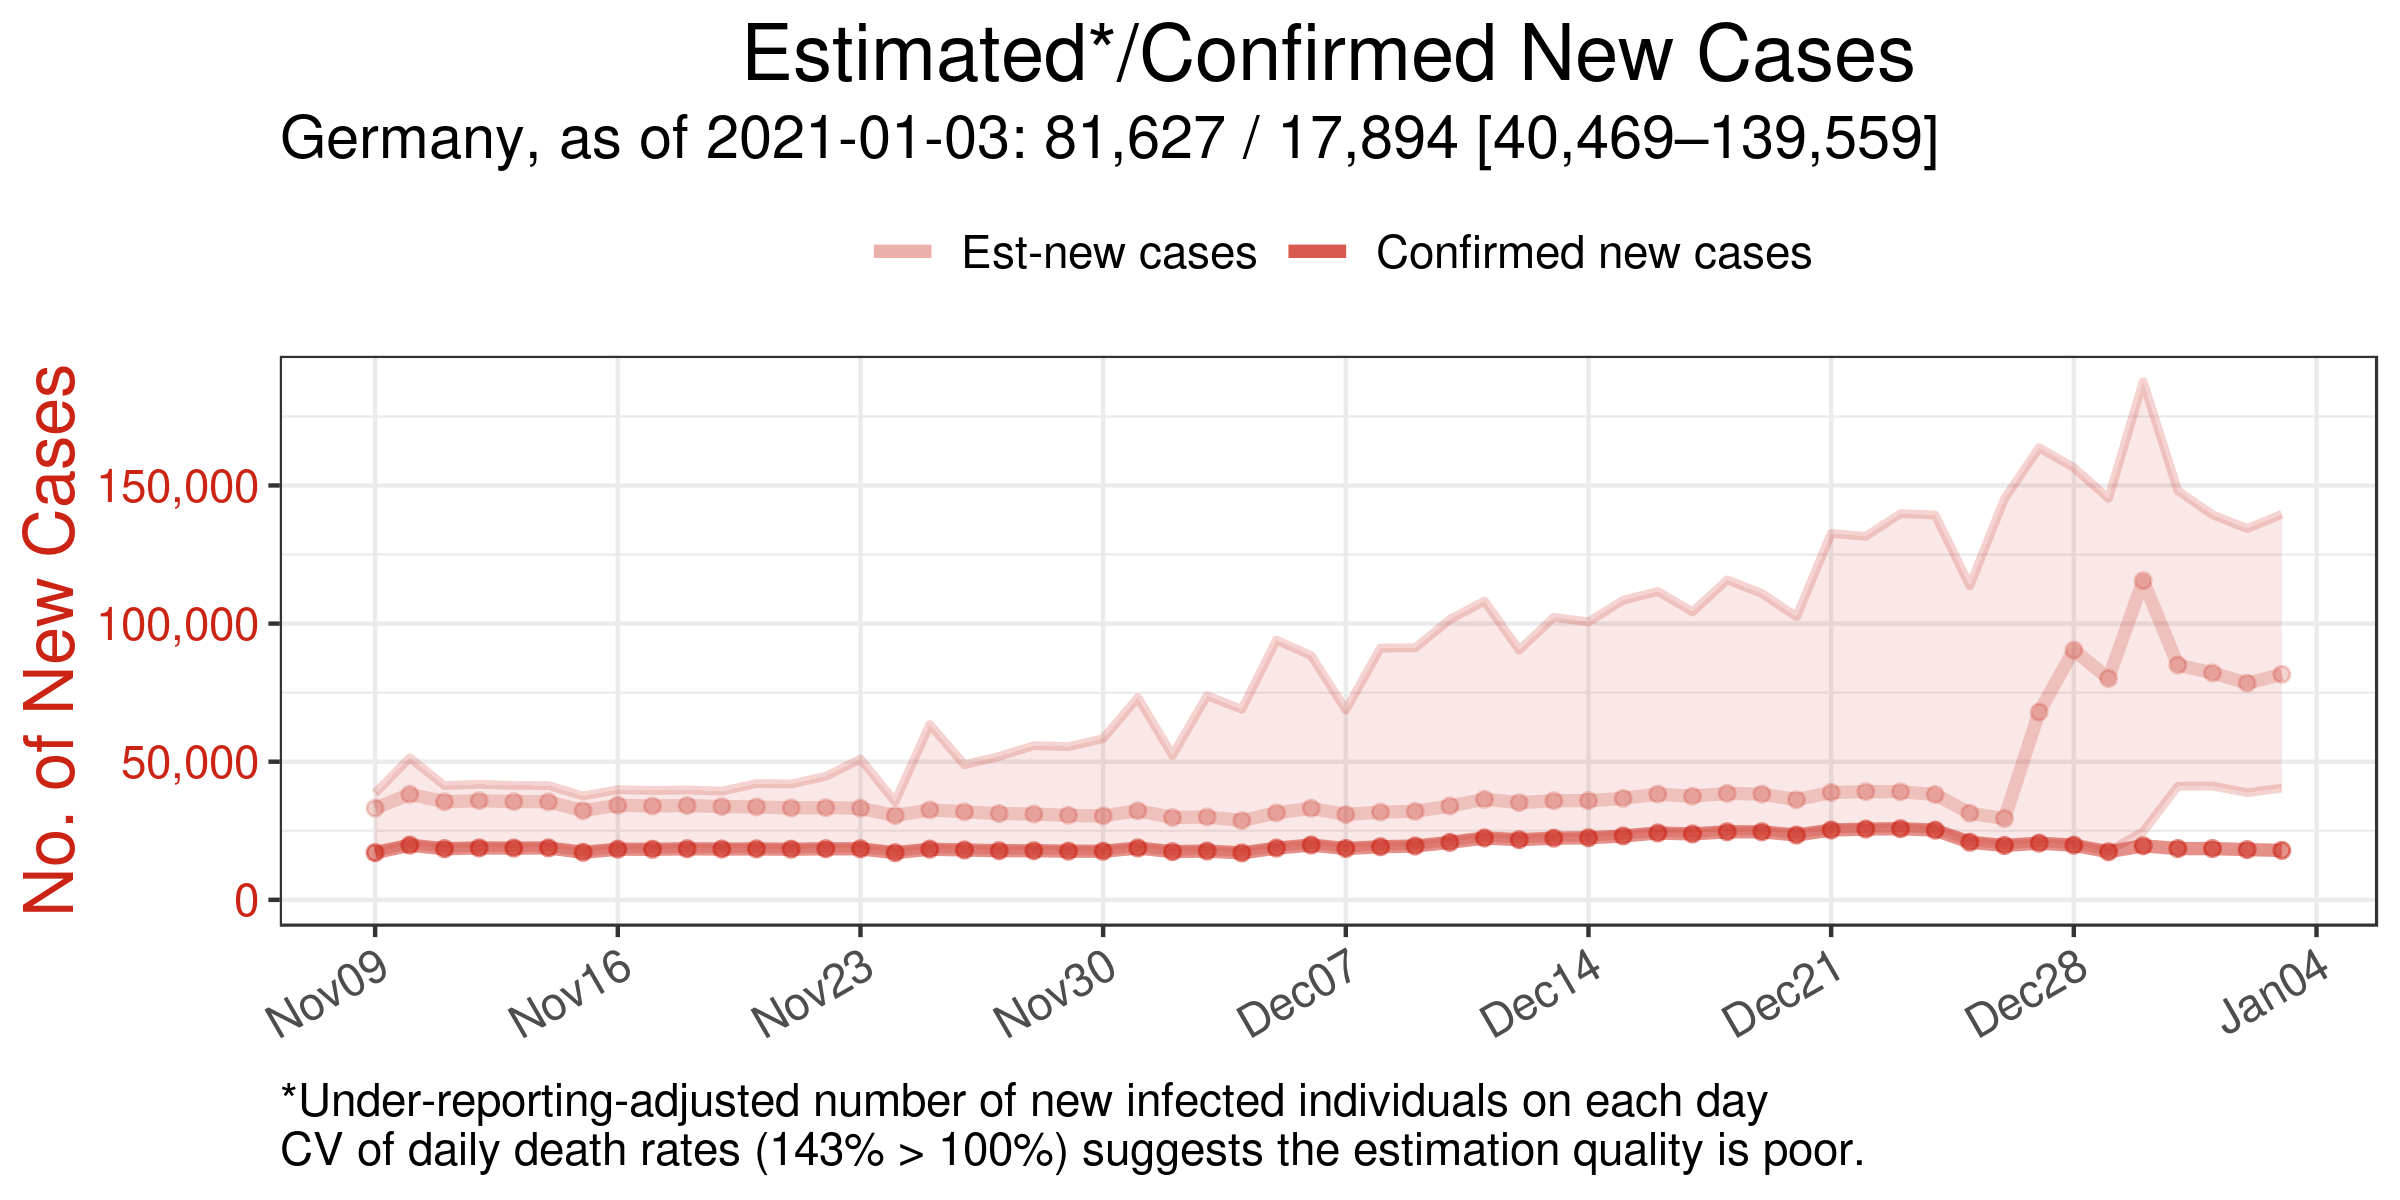 Estimated*/Confirmed New Cases
Germany, as of 2021-01-03: 81,627 / 17,894 [40,469–139,559]
Est-new cases
Confirmed new cases
No. of New Cases
150,000
100,000
50,000
0
Nov09
Nov16
Nov23
Nov30
Dec07
Dec14
Dec21
Dec28
Jan04
*Under-reporting-adjusted number of new infected individuals on each day
CV of daily death rates (143% > 100%) suggests the estimation quality is poor.